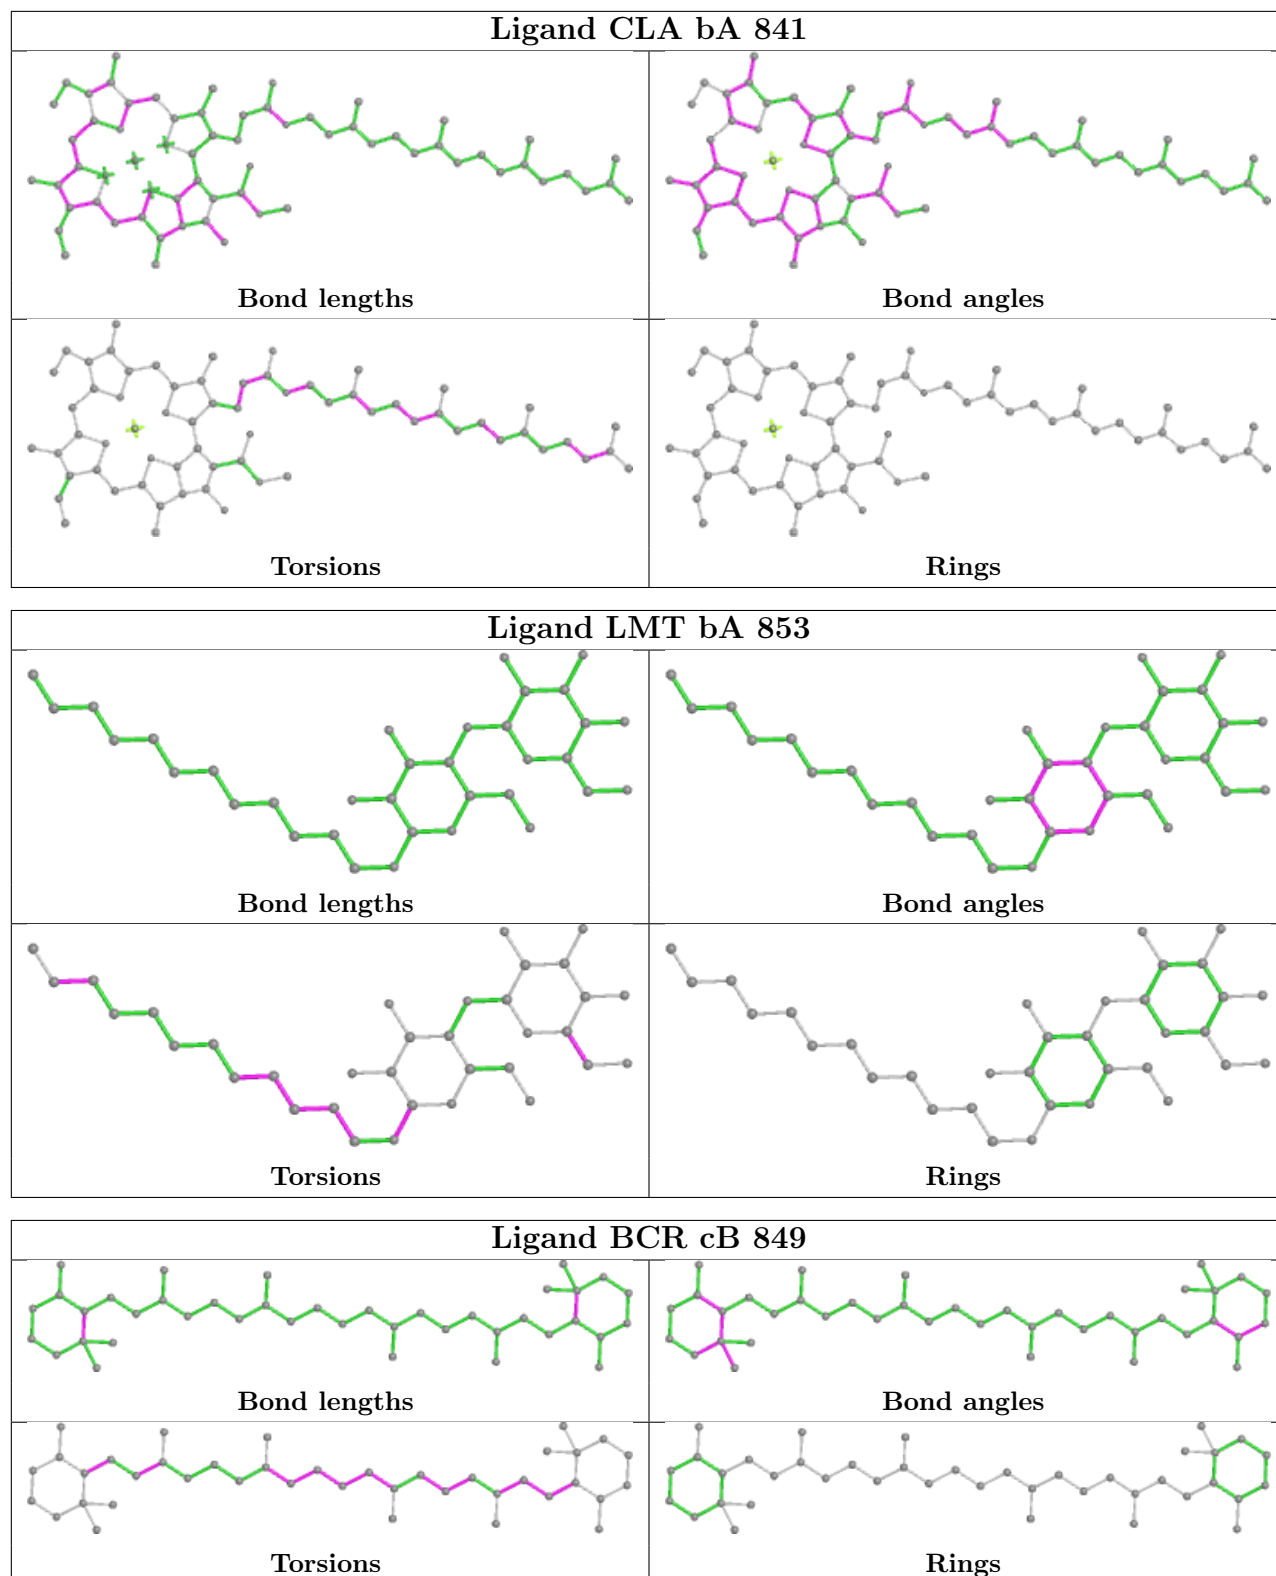 Ligand CLA bA 841
Bond lengths
Bond angles
Torsions
Rings
Ligand LMT bA 853
Bond lengths
Bond angles
Torsions
Rings
Ligand BCR cB 849
Bond lengths
Bond angles
Torsions
Rings